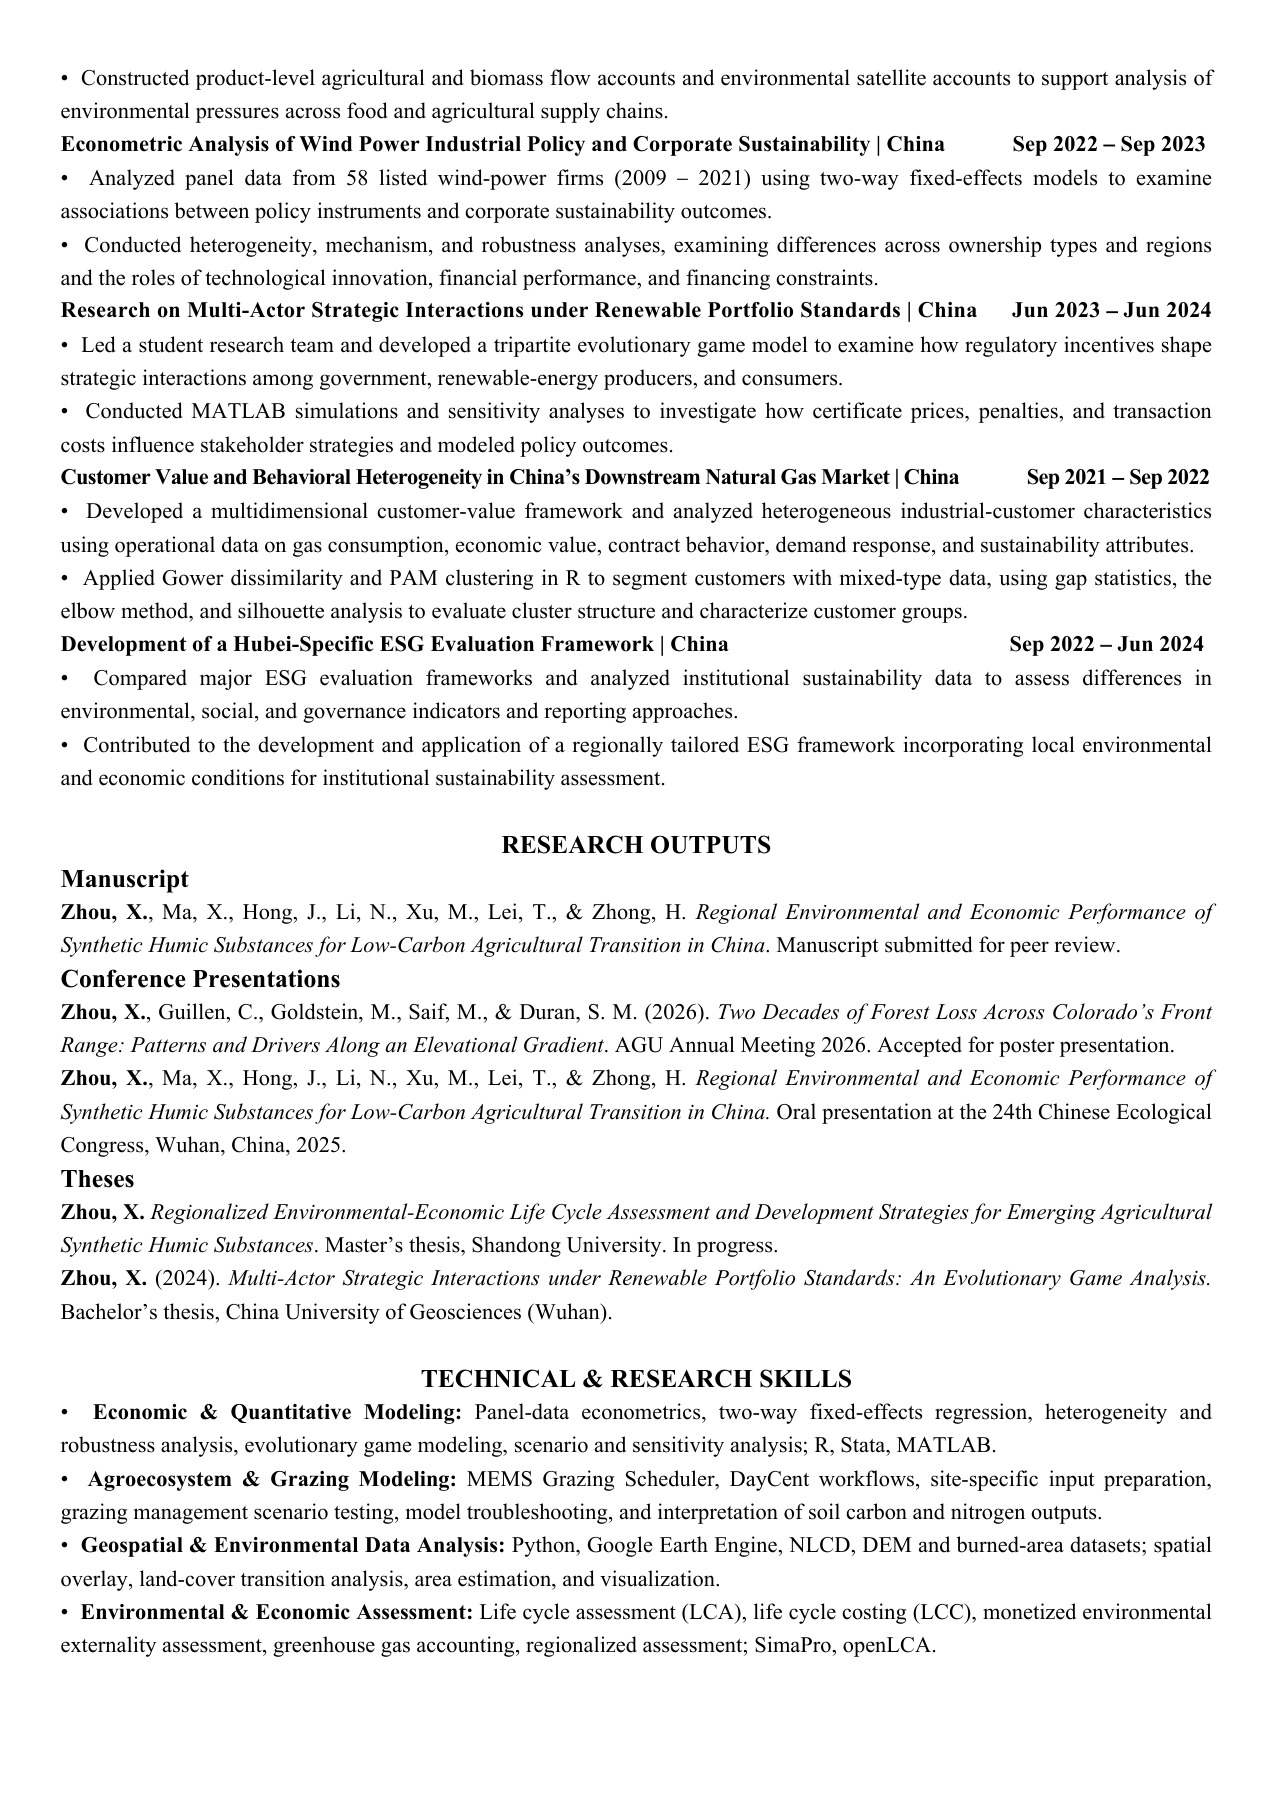 • Constructed product-level agricultural and biomass flow accounts and environmental satellite accounts to support analysis of
environmental pressures across food and agricultural supply chains.
Econometric Analysis of Wind Power Industrial Policy and Corporate Sustainability | China Sep 2022 – Sep 2023
• Analyzed panel data from 58 listed wind-power firms (2009 – 2021) using two-way fixed-effects models to examine
associations between policy instruments and corporate sustainability outcomes.
• Conducted heterogeneity, mechanism, and robustness analyses, examining differences across ownership types and regions
and the roles of technological innovation, financial performance, and financing constraints.
Research on Multi-Actor Strategic Interactions under Renewable Portfolio Standards | China Jun 2023 – Jun 2024
• Led a student research team and developed a tripartite evolutionary game model to examine how regulatory incentives shape
strategic interactions among government, renewable-energy producers, and consumers.
• Conducted MATLAB simulations and sensitivity analyses to investigate how certificate prices, penalties, and transaction
costs influence stakeholder strategies and modeled policy outcomes.
Customer Value and Behavioral Heterogeneity in China’s Downstream Natural Gas Market | China Sep 2021 – Sep 2022
• Developed a multidimensional customer-value framework and analyzed heterogeneous industrial-customer characteristics
using operational data on gas consumption, economic value, contract behavior, demand response, and sustainability attributes.
• Applied Gower dissimilarity and PAM clustering in R to segment customers with mixed-type data, using gap statistics, the
elbow method, and silhouette analysis to evaluate cluster structure and characterize customer groups.
Development of a Hubei-Specific ESG Evaluation Framework | China Sep 2022 – Jun 2024
• Compared major ESG evaluation frameworks and analyzed institutional sustainability data to assess differences in
environmental, social, and governance indicators and reporting approaches.
• Contributed to the development and application of a regionally tailored ESG framework incorporating local environmental
and economic conditions for institutional sustainability assessment.
RESEARCH OUTPUTS
Manuscript
Zhou, X., Ma, X., Hong, J., Li, N., Xu, M., Lei, T., & Zhong, H. Regional Environmental and Economic Performance of
Synthetic Humic Substances for Low-Carbon Agricultural Transition in China. Manuscript submitted for peer review.
Conference Presentations
Zhou, X., Guillen, C., Goldstein, M., Saif, M., & Duran, S. M. (2026). Two Decades of Forest Loss Across Colorado’s Front
Range: Patterns and Drivers Along an Elevational Gradient. AGU Annual Meeting 2026. Accepted for poster presentation.
Zhou, X., Ma, X., Hong, J., Li, N., Xu, M., Lei, T., & Zhong, H. Regional Environmental and Economic Performance of
Synthetic Humic Substances for Low-Carbon Agricultural Transition in China. Oral presentation at the 24th Chinese Ecological
Congress, Wuhan, China, 2025.
Theses
Zhou, X. Regionalized Environmental-Economic Life Cycle Assessment and Development Strategies for Emerging Agricultural
Synthetic Humic Substances. Master’s thesis, Shandong University. In progress.
Zhou, X. (2024). Multi-Actor Strategic Interactions under Renewable Portfolio Standards: An Evolutionary Game Analysis.
Bachelor’s thesis, China University of Geosciences (Wuhan).
TECHNICAL & RESEARCH SKILLS
• Economic & Quantitative Modeling: Panel-data econometrics, two-way fixed-effects regression, heterogeneity and
robustness analysis, evolutionary game modeling, scenario and sensitivity analysis; R, Stata, MATLAB.
• Agroecosystem & Grazing Modeling: MEMS Grazing Scheduler, DayCent workflows, site-specific input preparation,
grazing management scenario testing, model troubleshooting, and interpretation of soil carbon and nitrogen outputs.
• Geospatial & Environmental Data Analysis: Python, Google Earth Engine, NLCD, DEM and burned-area datasets; spatial
overlay, land-cover transition analysis, area estimation, and visualization.
• Environmental & Economic Assessment: Life cycle assessment (LCA), life cycle costing (LCC), monetized environmental
externality assessment, greenhouse gas accounting, regionalized assessment; SimaPro, openLCA.